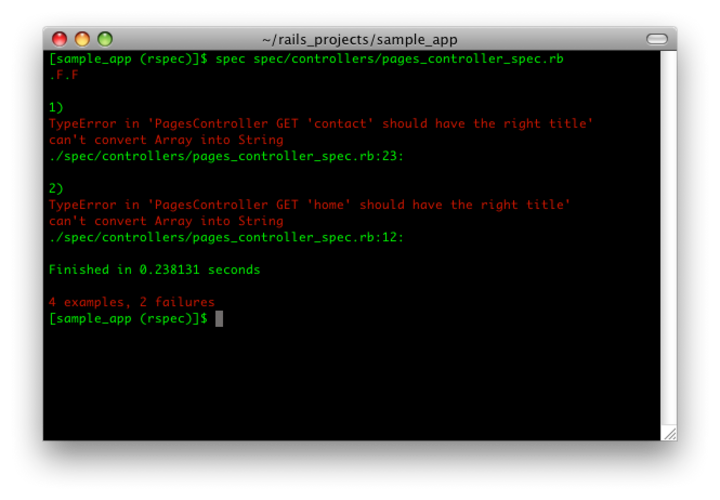 ~/rails_projects/sample_app
[sample_app (rspec)]$ spec spec/controllers/pages_controller_spec.rb
.F.F
1)
TypeError in 'PagesController GET 'contact' should have the right title'
can't convert Array into String
./spec/controllers/pages_controller_spec.rb:23:
2)
TypeError in 'PagesController GET 'home' should have the right title'
can't convert Array into String
./spec/controllers/pages_controller_spec.rb:12:
Finished in 0.238131 seconds
4 examples, 2 failures
[sample_app (rspec)]$